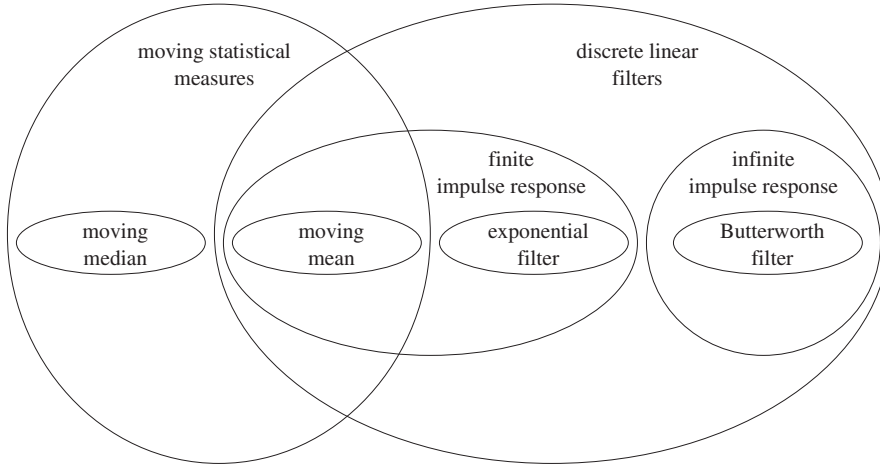 moving statistical
measures
discrete linear
filters
finite
impulse response
infinite
impulse response
moving
median
moving
mean
exponential
filter
Butterworth
filter